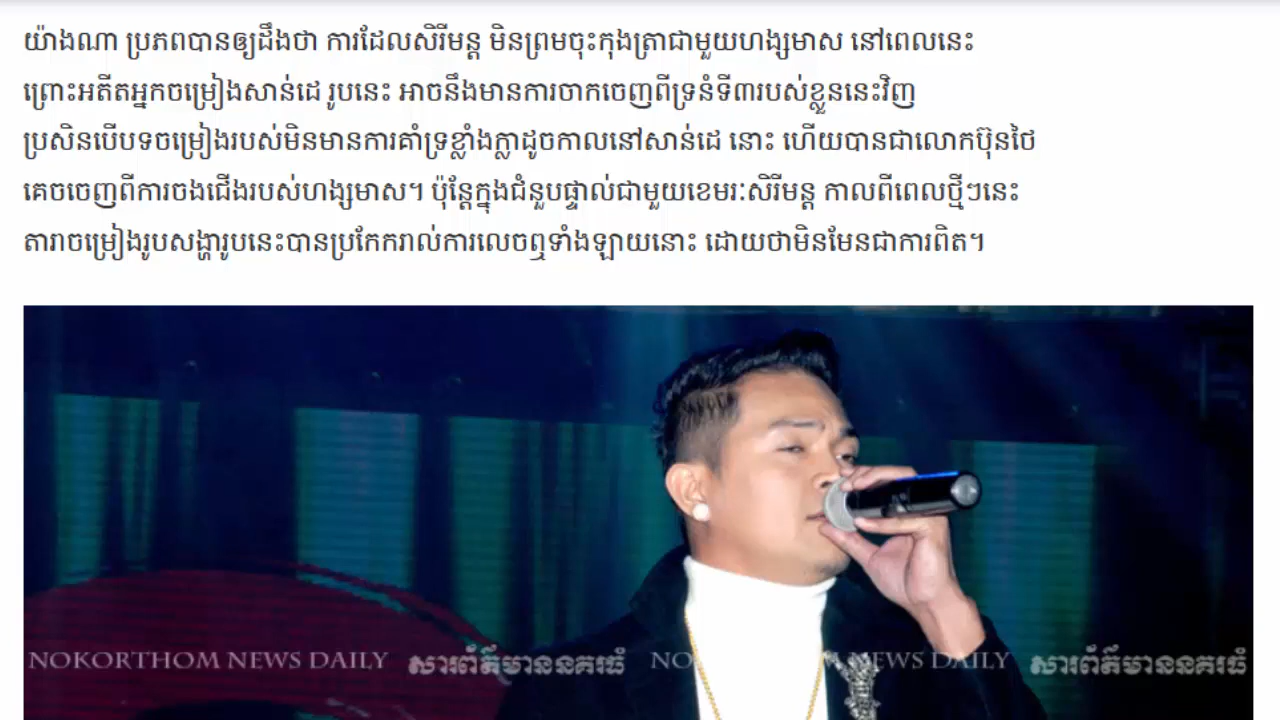 យ៉ាងណា ប្រភពបានឲ្យដឹងថា ការដែលសិរីមន្ត មិនព្រមចុះកុងត្រាជាមួយហង្សមាស នៅពេលនេះ
ព្រោះអតីតអ្នកចម្រៀងសាន់ដេ រូបនេះ អាចនឹងមានការចាកចេញពីទ្រនំទី៣របស់ខ្លួននេះវិញ
ប្រសិនបើបទចម្រៀងរបស់មិនមានការគាំទ្រខ្លាំងក្លាដូចកាលនៅសាន់ដេ នោះ ហើយបានជាលោកប៊ុនថៃ
គេចចេញពីការចងជើងរបស់ហង្សមាស។ ប៉ុន្តែក្នុងជំនួបផ្ទាល់ជាមួយខេមរៈសិរីមន្ត កាលពីពេលថ្មីៗនេះ
តារាចម្រៀងរូបសង្ហារូបនេះបានប្រកែករាល់ការលេចឮទាំងឡាយនោះ ដោយថាមិនមែនជាការពិត។
NOKORTHOM NEWS DAILY សារព័ត៌មាននគរធំ NO NEWS DAILY សារព័ត៌មាននគរធំ